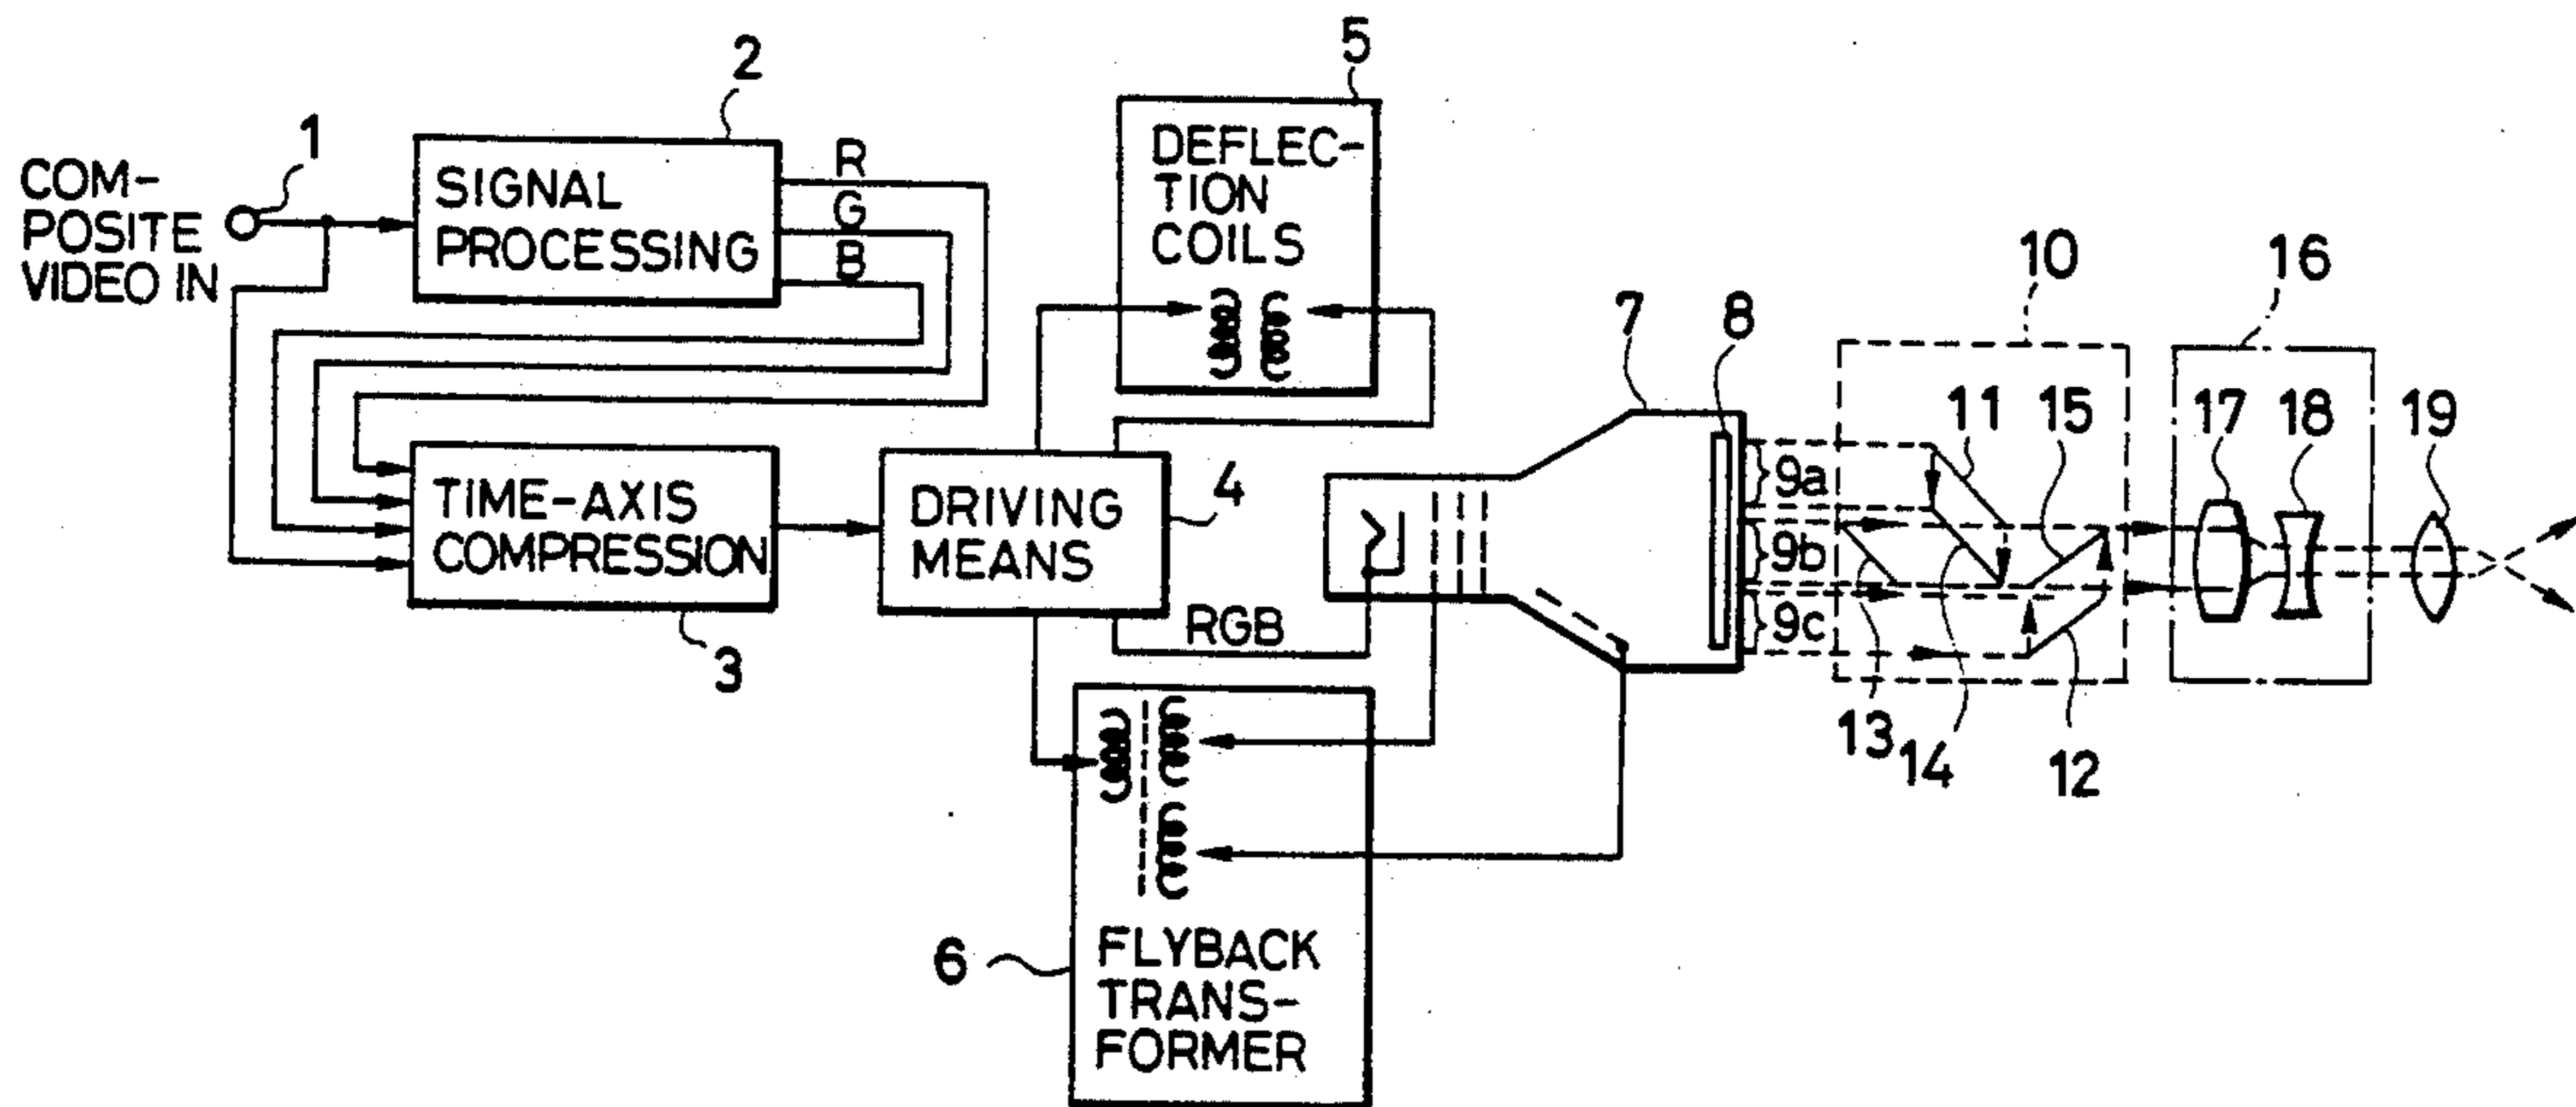 COM-
POSITE
VIDEO IN
1
2
SIGNAL
PROCESSING
R
G
B
TIME-AXIS
COMPRESSION
3
DRIVING
MEANS
4
5
DEFLEC-
TION
COILS
RGB
6
FLYBACK
TRANS-
FORMER
7
8
9a
9b
9c
10
11
15
13
14
12
16
17
18
19